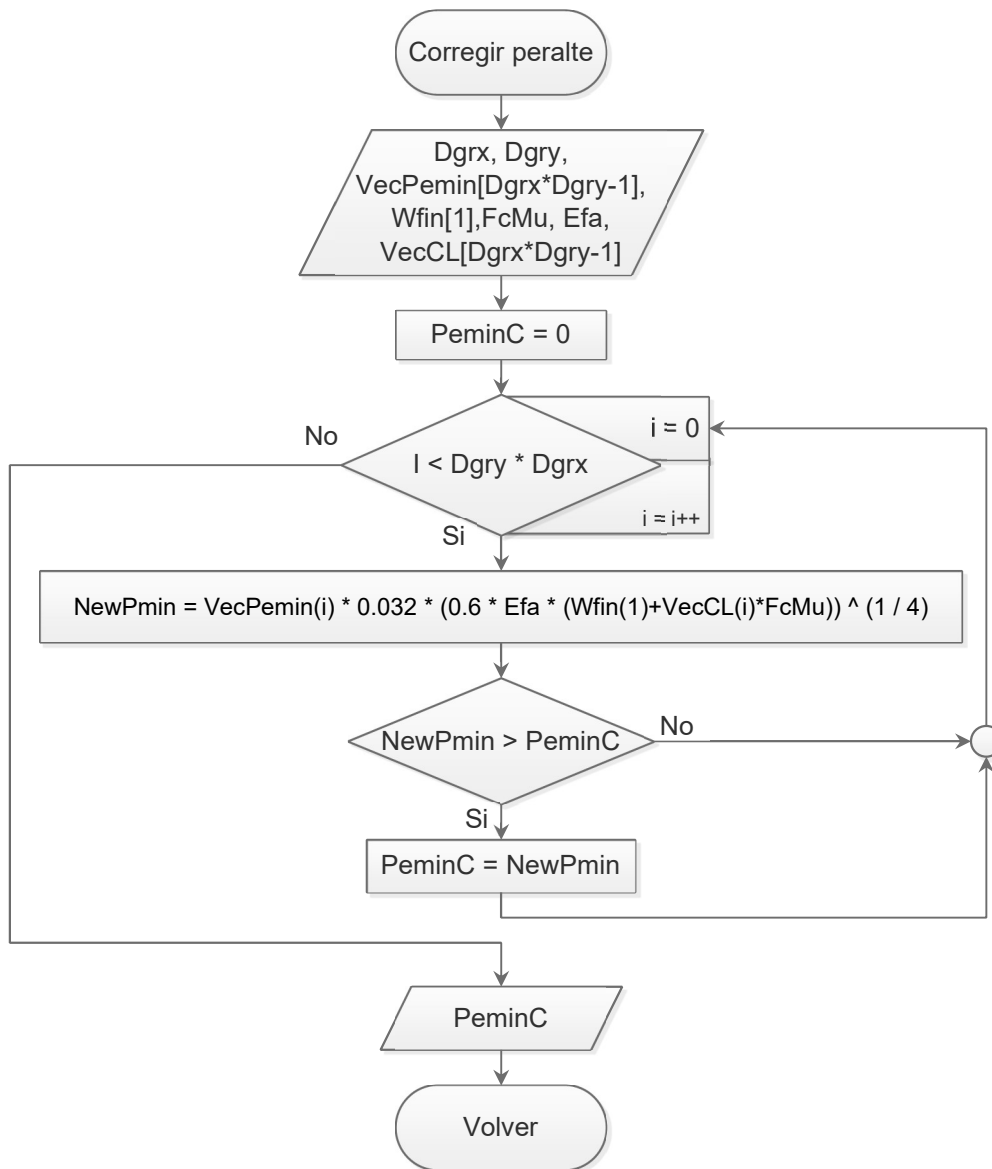 Corregir peralte
Dgrx, Dgry,
VecPemin[Dgrx*Dgry-1],
Wfin[1],FcMu, Efa,
VecCL[Dgrx*Dgry-1]
PeminC = 0
No
i = 0
I < Dgry * Dgrx
i = i++
Si
NewPmin = VecPemin(i) * 0.032 * (0.6 * Efa * (Wfin(1)+VecCL(i)*FcMu)) ^ (1 / 4)
NewPmin > PeminC
No
Si
PeminC = NewPmin
PeminC
Volver